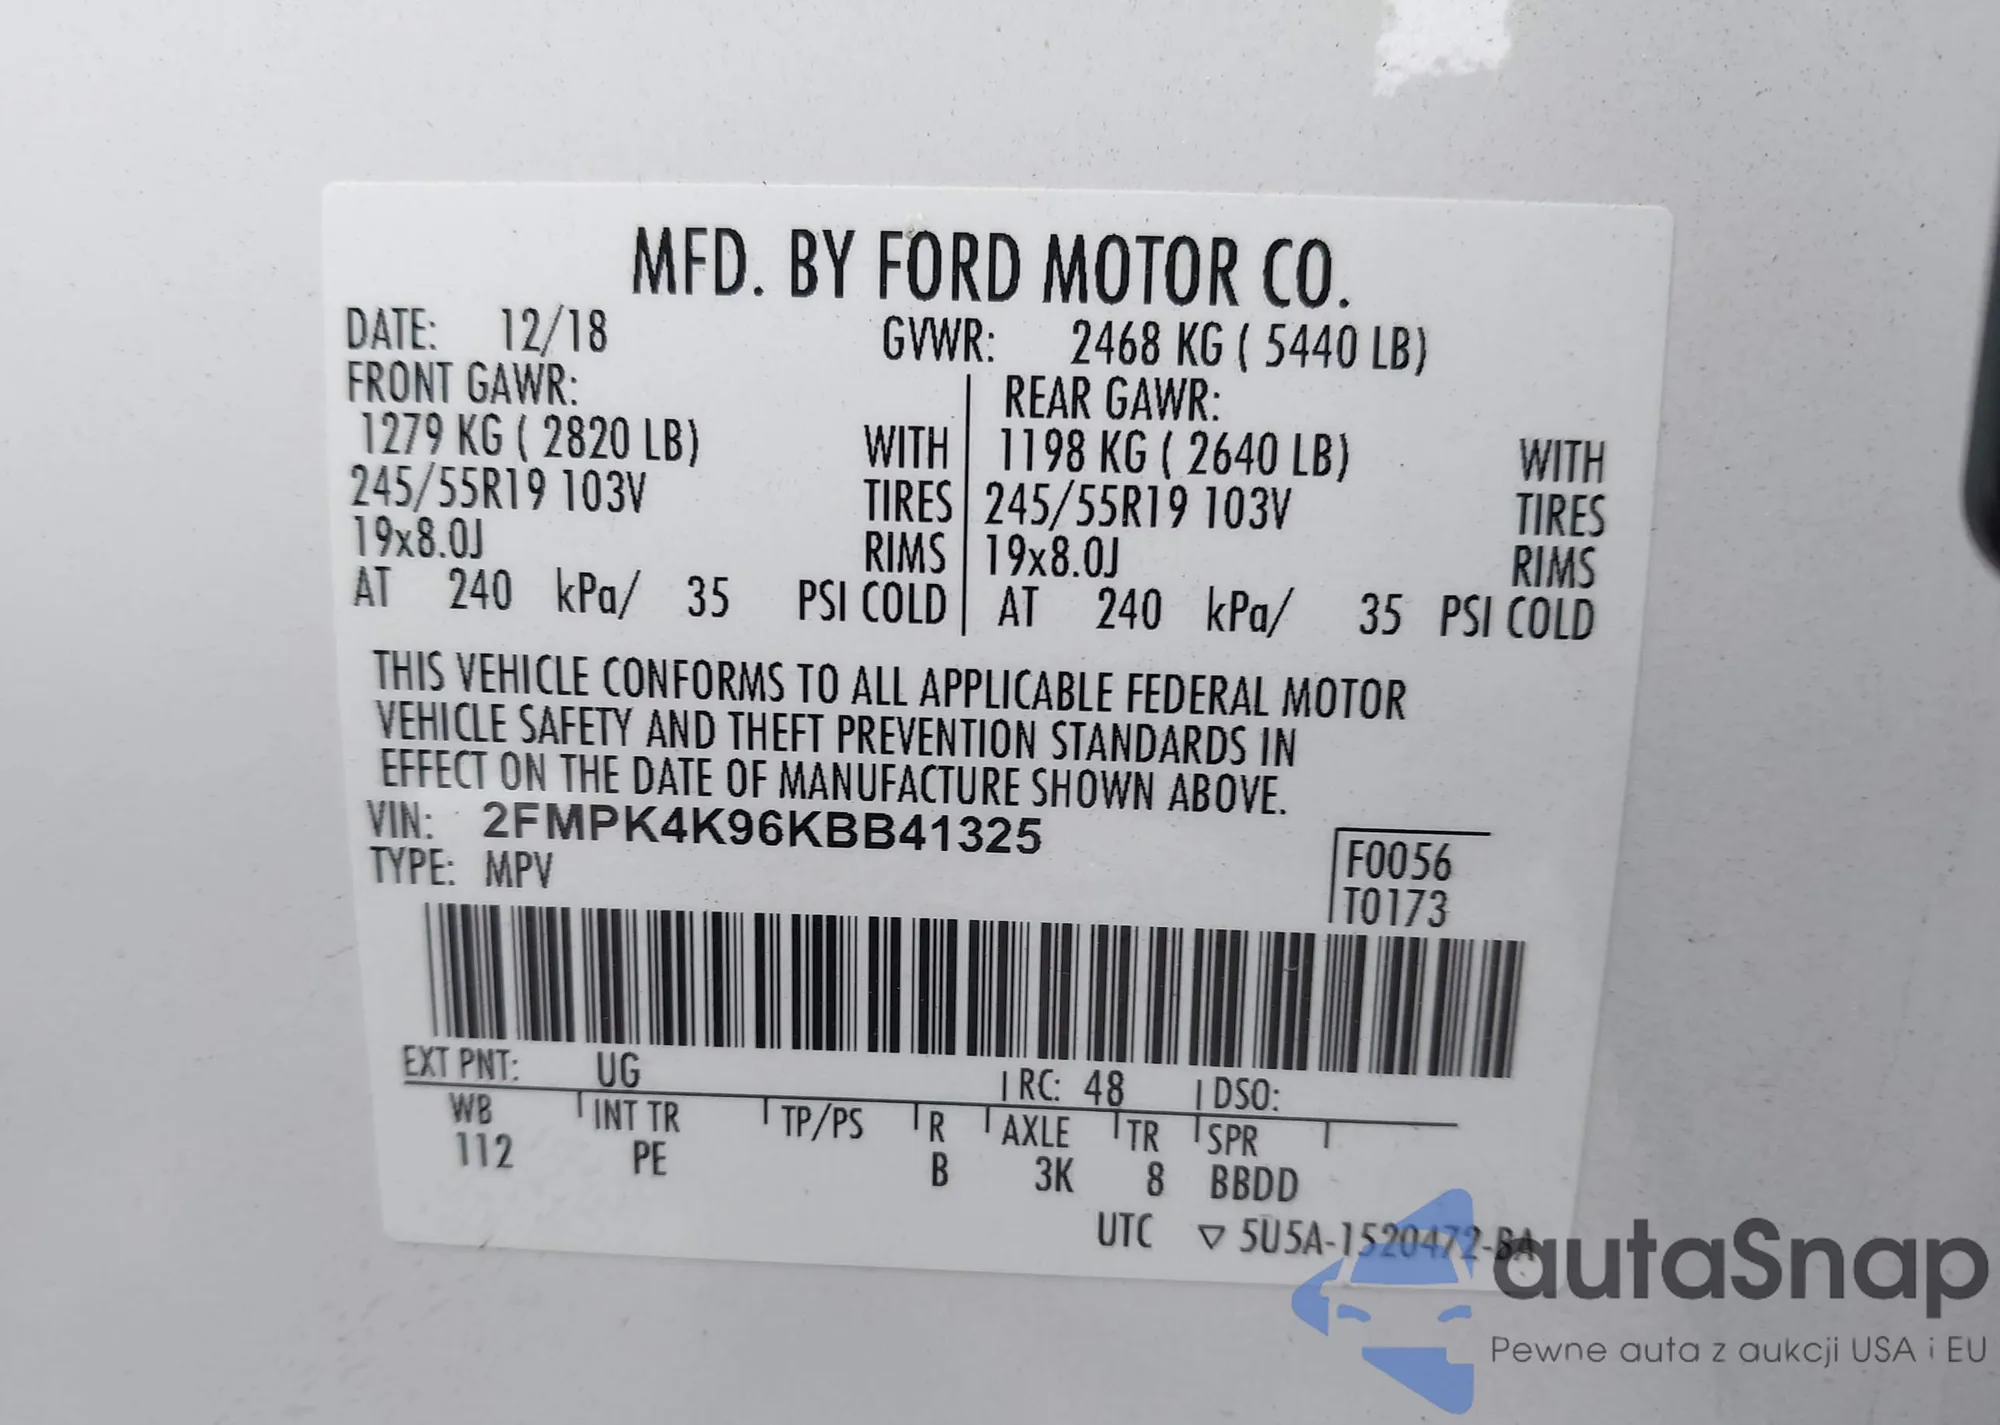 MFD. BY FORD MOTOR CO.
DATE: 12/18 GVWR: 2468 KG ( 5440 LB)
FRONT GAWR: REAR GAWR:
1279 KG ( 2820 LB) WITH 1198 KG ( 2640 LB) WITH
245/55R19 103V TIRES 245/55R19 103V TIRES
19x8.0J RIMS 19x8.0J RIMS
AT 240 kPa/ 35 PSI COLD AT 240 kPa/ 35 PSI COLD
THIS VEHICLE CONFORMS TO ALL APPLICABLE FEDERAL MOTOR
VEHICLE SAFETY AND THEFT PREVENTION STANDARDS IN
EFFECT ON THE DATE OF MANUFACTURE SHOWN ABOVE.
VIN: 2FMPK4K96KBB41325
TYPE: MPV
F0056
T0173
EXT PNT: UG RC: 48 DSO:
WB INT TR TP/PS R AXLE TR SPR
112 PE B 3K 8 BBDD
UTC ▽ 5U5A-1520472-BA
autaSnap
Pewne auta z aukcji USA i EU